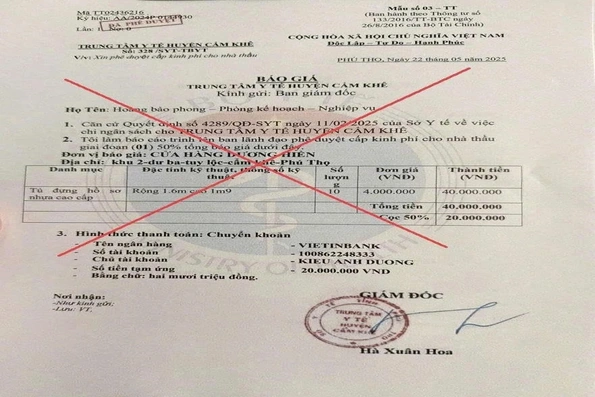 Mã TT02436216
Ký hiệu: AA/2024P-0144930
Lần: 1
ĐÃ PHÊ DUYỆT
Mẫu số 03 – TT
(Ban hành theo Thông tư số
133/2016/TT-BTC ngày
26/8/2016 của Bộ Tài Chính)
TRUNG TÂM Y TẾ HUYỆN CẨM KHÊ
Số: 328 /SYT-TBYT
V/v: Xin phê duyệt cấp kinh phí cho nhà thầu
CỘNG HÒA XÃ HỘI CHỦ NGHĨA VIỆT NAM
Độc Lập – Tự Do – Hạnh Phúc
PHÚ THỌ, Ngày 22 tháng 05 năm 2025
BÁO GIÁ
TRUNG TÂM Y TẾ HUYỆN CẨM KHÊ
Kính gửi: Ban giám đốc
Họ Tên: Hoàng bảo phong – Phòng kế hoạch – Nghiệp vụ
1. Căn cứ Quyết định số 4289/QĐ-SYT ngày 11/02/2025 của Sở Y tế về việc
chi ngân sách cho TRUNG TÂM Y TẾ HUYỆN CẨM KHÊ
2. Tôi làm báo cáo trình lên ban lãnh đạo phê duyệt cấp kinh phí cho nhà thầu
giai đoạn (01) 50% tổng báo giá dưới đây:
Đơn vị báo giá: CỬA HÀNG DƯƠNG HIỀN
Địa chỉ: khu 2-dư ba-tuy lộc-cẩm khê-Phú Thọ
Danh mục Đặc tính kỹ thuật, thông số kỹ thuật Số lượng Đơn giá (VNĐ) Thành tiền (VNĐ)
Tủ đựng hồ sơ nhựa cao cấp Rộng 1.6m cao 1m9 10 4,000.000 40.000.000
Tổng tiền 40.000.000
Cọc 50% 20.000.000
3. Hình thức thanh toán: Chuyển khoản
- Tên ngân hàng - VIETINBANK
- Số tài khoản - 100862248333
- Chủ tài khoản - KIEU ANH DUONG
- Số tiền tạm ứng - 20.000.000 VND
- Bằng chữ: hai mươi triệu đồng.
Nơi nhận:
-Như kính gửi;
-Lưu: VT,
GIÁM ĐỐC
TRUNG TÂM
Y TẾ
HUYỆN
CẨM KHÊ
Hà Xuân Hoa